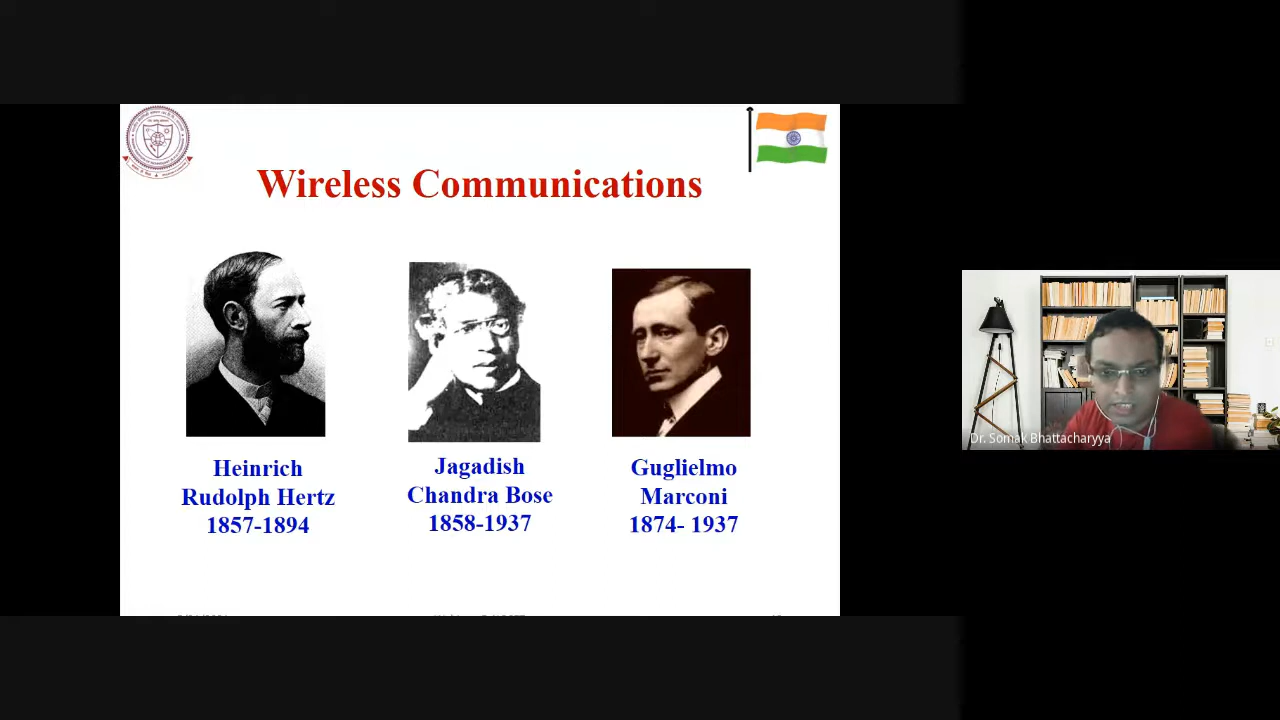 Wireless Communications
Heinrich
Rudolph Hertz
1857-1894
Jagadish
Chandra Bose
1858-1937
Guglielmo
Marconi
1874- 1937
Dr. Somak Bhattacharyya